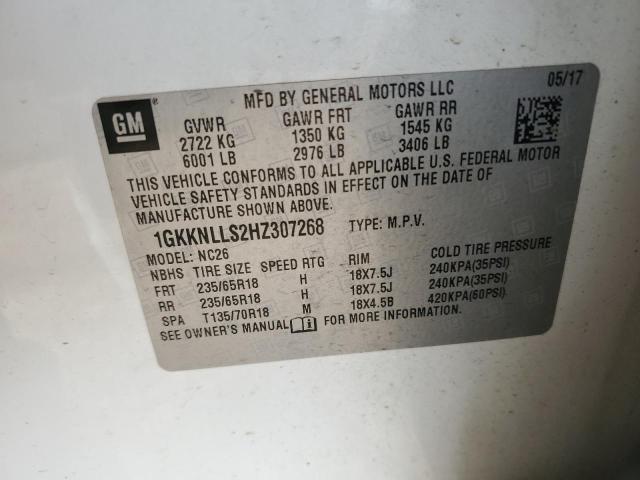 GM
MFD BY GENERAL MOTORS LLC 05/17
GVWR GAWR FRT GAWR RR
2722 KG 1350 KG 1545 KG
6001 LB 2976 LB 3406 LB
THIS VEHICLE CONFORMS TO ALL APPLICABLE U.S. FEDERAL MOTOR
VEHICLE SAFETY STANDARDS IN EFFECT ON THE DATE OF
MANUFACTURE SHOWN ABOVE.
1GKKNLLS2HZ307268 TYPE: M.P.V.
MODEL: NC26
NBHS TIRE SIZE SPEED RTG RIM COLD TIRE PRESSURE
FRT 235/65R18 H 18X7.5J 240KPA(35PSI)
RR 235/65R18 H 18X7.5J 240KPA(35PSI)
SPA T135/70R18 M 18X4.5B 420KPA(60PSI)
SEE OWNER'S MANUAL FOR MORE INFORMATION.